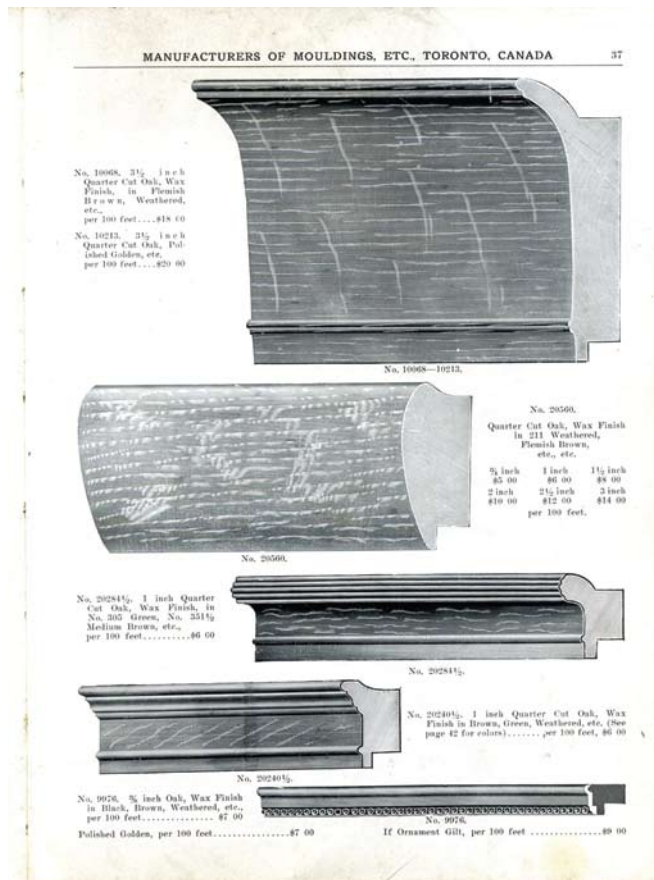 MANUFACTURERS OF MOULDINGS, ETC., TORONTO, CANADA 37
No. 10068. 3½ inch
Quarter Cut Oak, Wax
Finish, in Flemish
Brown, Weathered,
etc.,
per 100 feet....$18 00
No. 10213. 3½ inch
Quarter Cut Oak, Pol-
ished Golden, etc.
per 100 feet....$20 00
No. 10068—10213.
No. 20560.
Quarter Cut Oak, Wax Finish
in 211 Weathered,
Flemish Brown,
etc., etc.
inch 1 inch 1½ inch
$5 00 $6 00 $8 00
2 inch 2½ inch 3 inch
$10 00 $12 00 $14 00
per 100 feet.
No. 20560.
No. 20284½. 1 inch Quarter
Cut Oak, Wax Finish, in
No. 305 Green, No. 351½
Medium Brown, etc.,
per 100 feet..........$6 00
No. 20284½.
No. 20240½. 1 inch Quarter Cut Oak, Wax
Finish in Brown, Green, Weathered, etc. (See
page 42 for colors).......per 100 feet, $6 00
No. 20240½.
No. 9976. inch Oak, Wax Finish
in Black, Brown, Weathered, etc.,
per 100 feet............... $7 00
No. 9976.
Polished Golden, per 100 feet...............$7 00
If Ornament Gilt, per 100 feet ..............$9 00